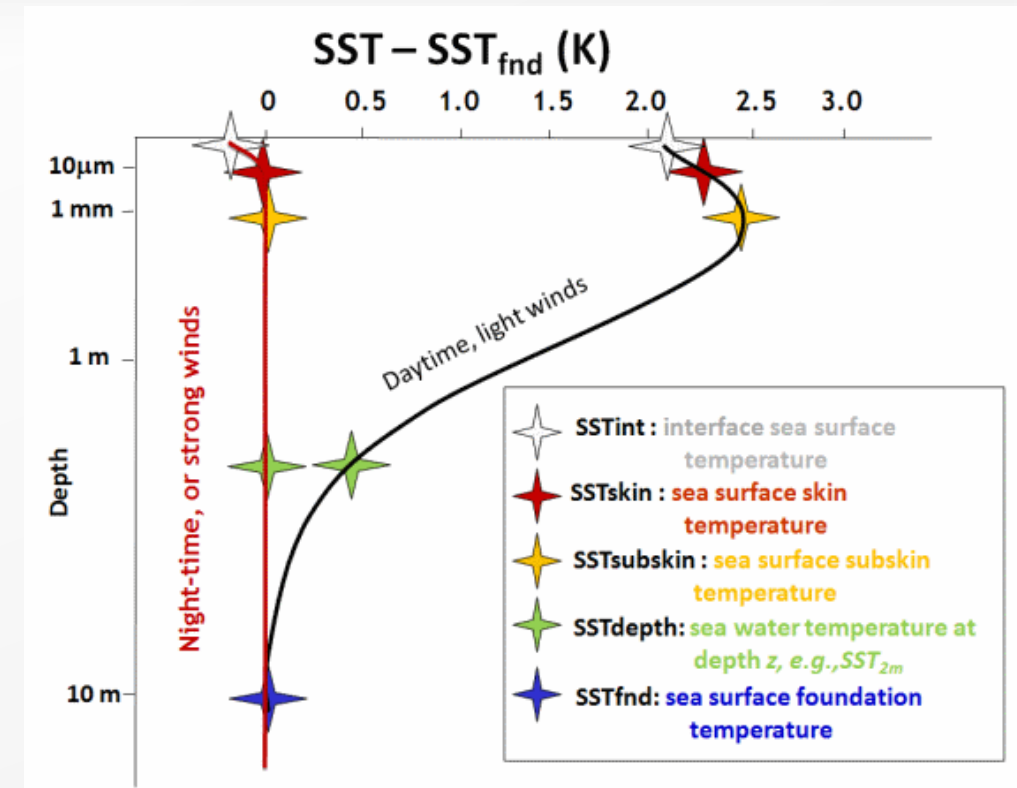 SST – SSTfnd (K)
0 0.5 1.0 1.5 2.0 2.5 3.0
10μm
1 mm
1 m
10 m
Depth
Night-time, or strong winds
Daytime, light winds
SSTint : interface sea surface
temperature
SSTskin : sea surface skin
temperature
SSTsubskin : sea surface subskin
temperature
SSTdepth: sea water temperature at
depth z, e.g.,SST2m
SSTfnd: sea surface foundation
temperature